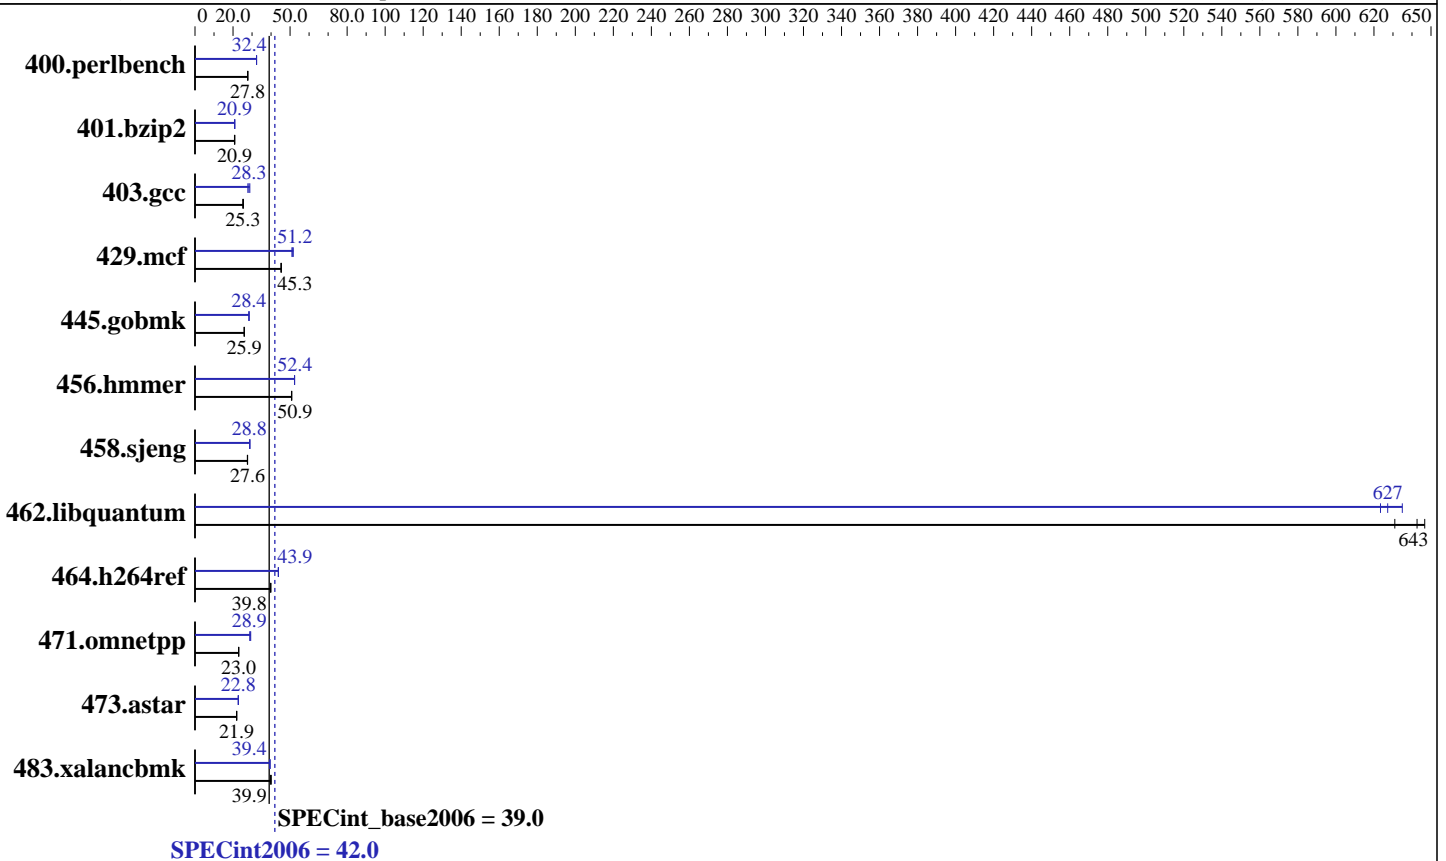 0 20.0 50.0 80.0 100 120 140 160 180 200 220 240 260 280 300 320 340 360 380 400 420 440 460 480 500 520 540 560 580 600 620 650
32.4
400.perlbench
27.8
20.9
401.bzip2
20.9
28.3
403.gcc
25.3
51.2
429.mcf
45.3
28.4
445.gobmk
25.9
52.4
456.hmmer
50.9
28.8
458.sjeng
27.6
627
462.libquantum
643
43.9
464.h264ref
39.8
28.9
471.omnetpp
23.0
22.8
473.astar
21.9
39.4
483.xalancbmk
39.9
SPECint_base2006 = 39.0
SPECint2006 = 42.0